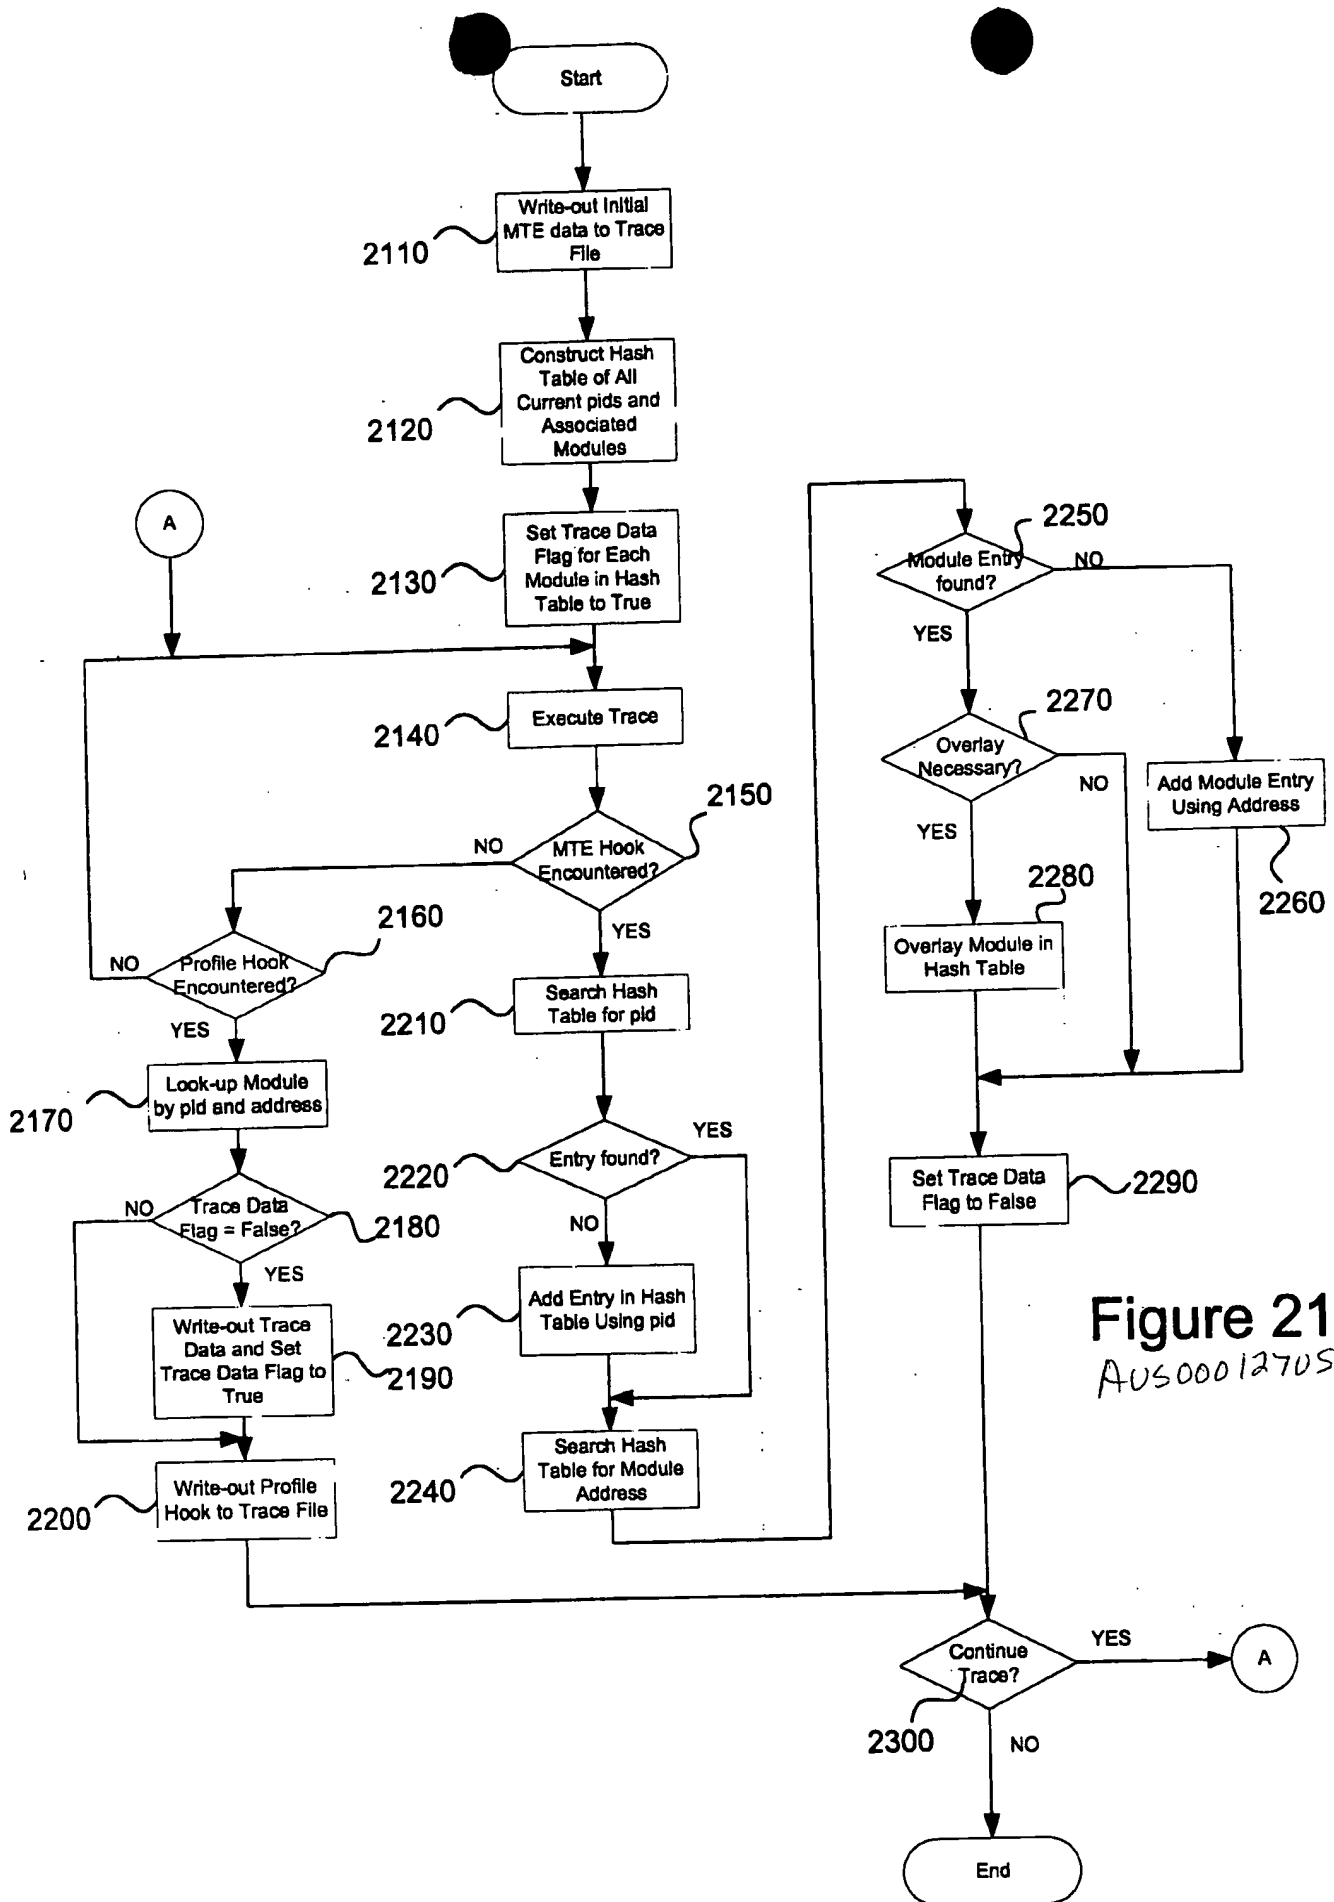 Start
Write-out Initial
MTE data to Trace
File
2110
Construct Hash
Table of All
Current pids and
Associated
Modules
2120
A
Set Trace Data
Flag for Each
Module in Hash
Table to True
2130
Execute Trace
2140
MTE Hook
Encountered?
2150
NO
YES
Profile Hook
Encountered?
2160
NO
YES
Look-up Module
by pid and address
2170
Trace Data
Flag = False?
2180
NO
YES
Write-out Trace
Data and Set
Trace Data Flag to
True
2190
Write-out Profile
Hook to Trace File
2200
Search Hash
Table for pid
2210
Entry found?
2220
YES
NO
Add Entry in Hash
Table Using pid
2230
Search Hash
Table for Module
Address
2240
Module Entry
found?
2250
NO
YES
Overlay
Necessary?
2270
NO
YES
Add Module Entry
Using Address
2260
Overlay Module in
Hash Table
2280
Set Trace Data
Flag to False
2290
Continue
Trace?
2300
YES
A
NO
End
Figure 21
AUS000127US